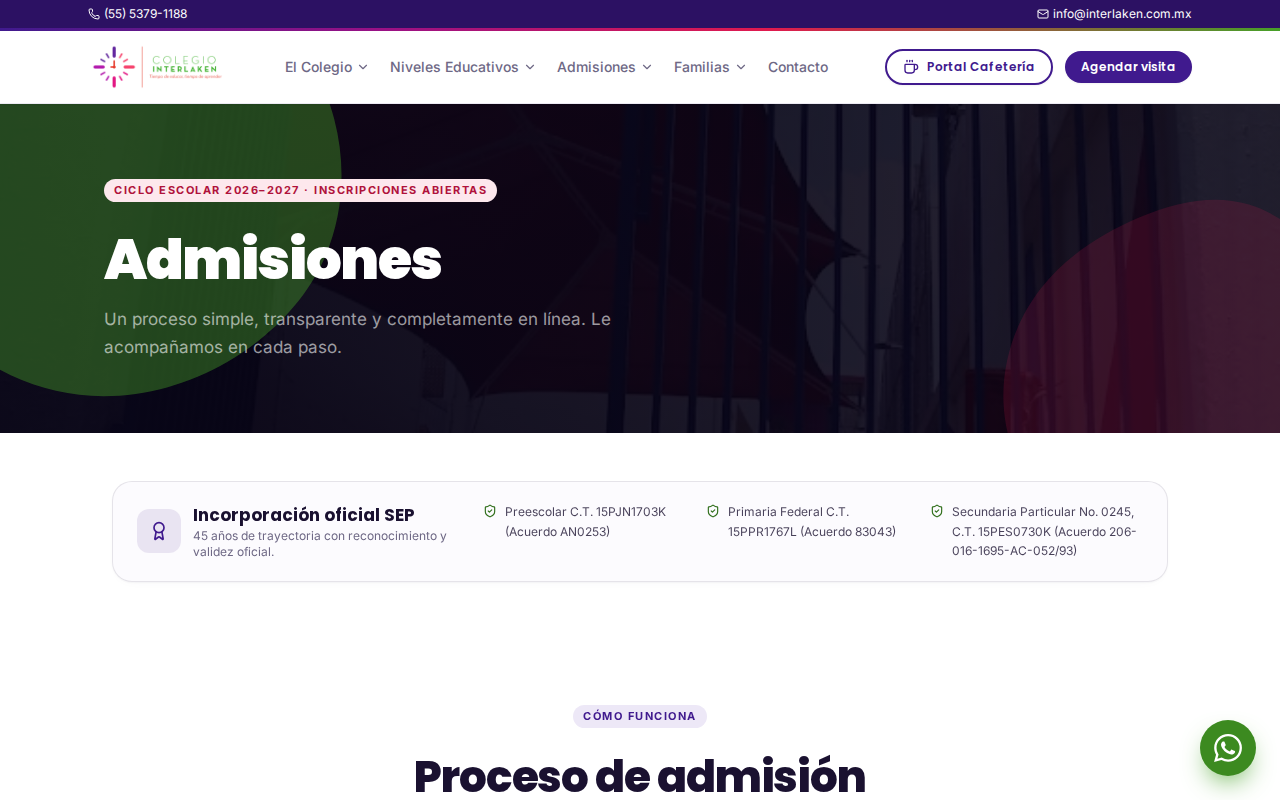 (55) 5379-1188
info@interlaken.com.mx
COLEGIO
INTERLAKEN
El Colegio
Niveles Educativos
Admisiones
Familias
Contacto
Portal Cafetería
Agendar visita
CICLO ESCOLAR 2026–2027 · INSCRIPCIONES ABIERTAS
Admisiones
Un proceso simple, transparente y completamente en línea. Le
acompañamos en cada paso.
Incorporación oficial SEP
45 años de trayectoria con reconocimiento y
validez oficial.
Preescolar C.T. 15PJN1703K
(Acuerdo AN0253)
Primaria Federal C.T.
15PPR1767L (Acuerdo 83043)
Secundaria Particular No. 0245,
C.T. 15PES0730K (Acuerdo 206-
016-1695-AC-052/93)
CÓMO FUNCIONA
Proceso de admisión